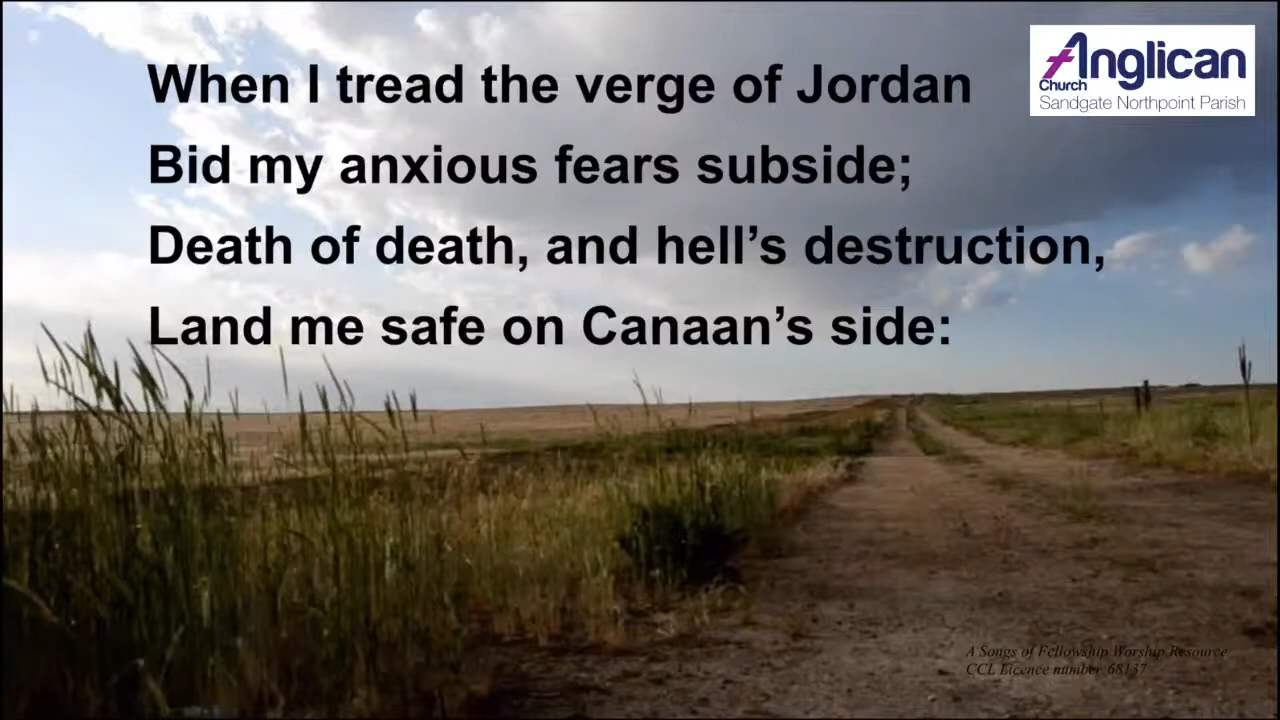 When I tread the verge of Jordan
Bid my anxious fears subside;
Death of death, and hell’s destruction,
Land me safe on Canaan’s side:
Anglican
Church
Sandgate Northpoint Parish
A Songs of Fellowship Worship Resource
CCL Licence number 68137